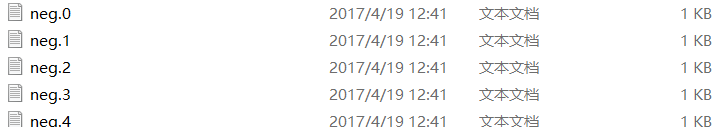 neg.0 2017/4/19 12:41 文本文档 1 KB
neg.1 2017/4/19 12:41 文本文档 1 KB
neg.2 2017/4/19 12:41 文本文档 1 KB
neg.3 2017/4/19 12:41 文本文档 1 KB
neg.4 2017/4/19 12:41 文本文档 1 KB